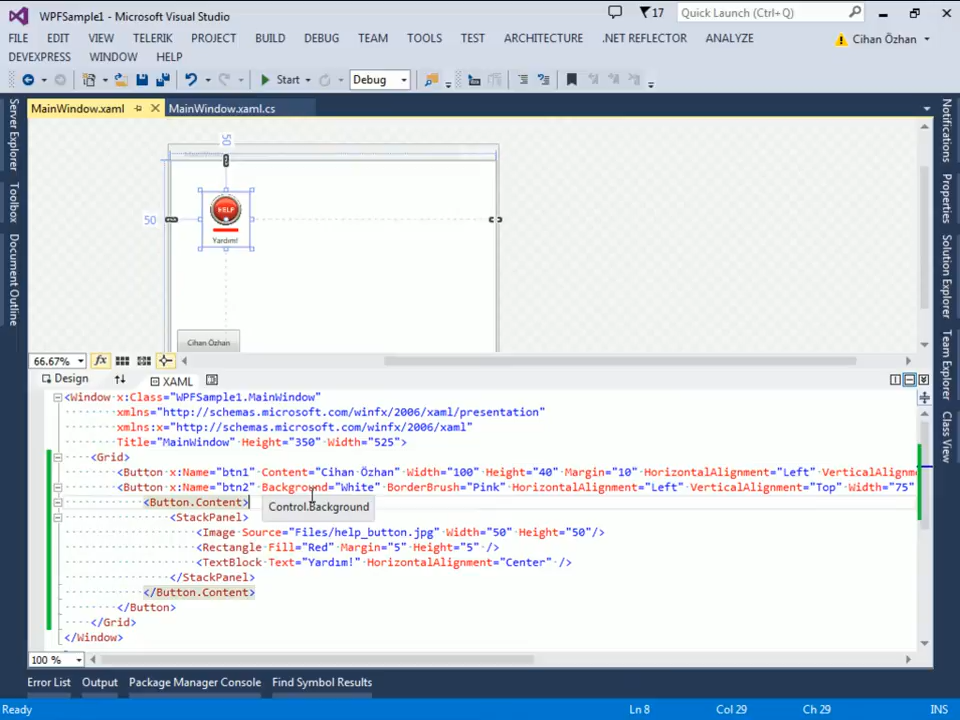 WPFSample1 - Microsoft Visual Studio
17
Quick Launch (Ctrl+Q)
FILE EDIT VIEW TELERIK PROJECT BUILD DEBUG TEAM TOOLS TEST ARCHITECTURE .NET REFLECTOR ANALYZE
Cihan Özhan
DEVEXPRESS WINDOW HELP
Start
Debug
MainWindow.xaml
MainWindow.xaml.cs
Server Explorer
Toolbox
Document Outline
50
MainWindow
50
HELP
Yardım!
Cihan Özhan
Notifications
Properties
Solution Explorer
Team Explorer
Class View
66.67%
fx
Design
XAML
<Window x:Class="WPFSample1.MainWindow"
xmlns="http://schemas.microsoft.com/winfx/2006/xaml/presentation"
xmlns:x="http://schemas.microsoft.com/winfx/2006/xaml"
Title="MainWindow" Height="350" Width="525">
<Grid>
<Button x:Name="btn1" Content="Cihan Özhan" Width="100" Height="40" Margin="10" HorizontalAlignment="Left" VerticalAlignm
<Button x:Name="btn2" Background="White" BorderBrush="Pink" HorizontalAlignment="Left" VerticalAlignment="Top" Width="75"
<Button.Content>
Control.Background
<StackPanel>
<Image Source="Files/help_button.jpg" Width="50" Height="50"/>
<Rectangle Fill="Red" Margin="5" Height="5" />
<TextBlock Text="Yardım!" HorizontalAlignment="Center" />
</StackPanel>
</Button.Content>
</Button>
</Grid>
</Window>
100 %
Error List Output Package Manager Console Find Symbol Results
Ready
Ln 8
Col 29
Ch 29
INS